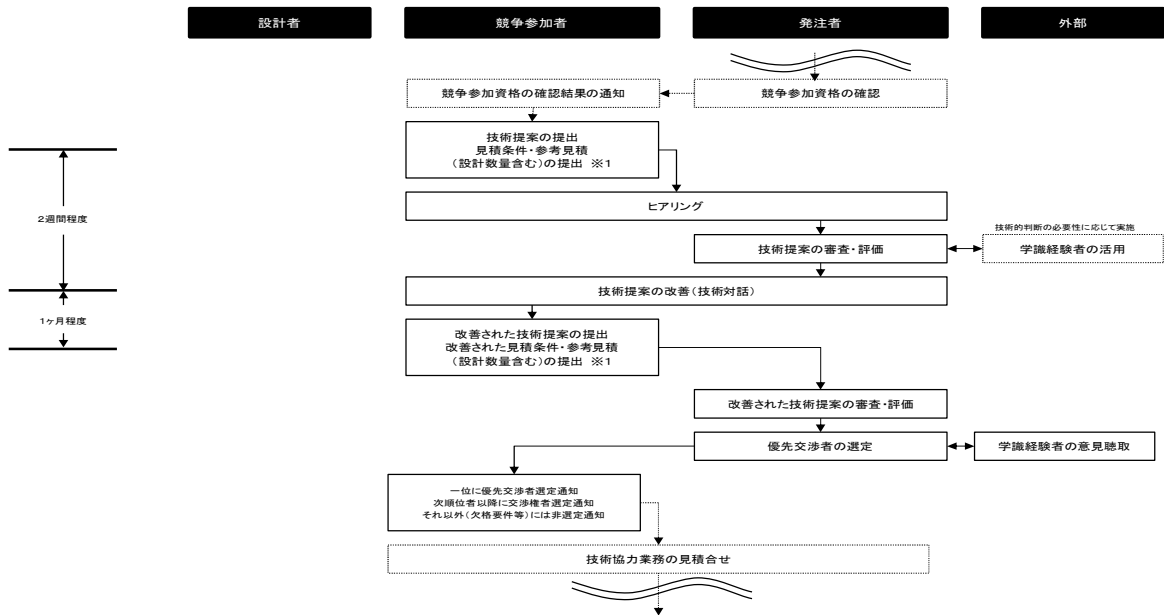 設計者
競争参加者
発注者
外部
競争参加資格の確認結果の通知
競争参加資格の確認
技術提案の提出
見積条件・参考見積
(設計数量含む)の提出 ※1
2週間程度
ヒアリング
技術的判断の必要性に応じて実施
技術提案の審査・評価
学識経験者の活用
技術提案の改善(技術対話)
1ヶ月程度
改善された技術提案の提出
改善された見積条件・参考見積
(設計数量含む)の提出 ※1
改善された技術提案の審査・評価
優先交渉者の選定
学識経験者の意見聴取
一位に優先交渉者選定通知
次順位者以降に交渉権者選定通知
それ以外(欠格要件等)には非選定通知
技術協力業務の見積合せ